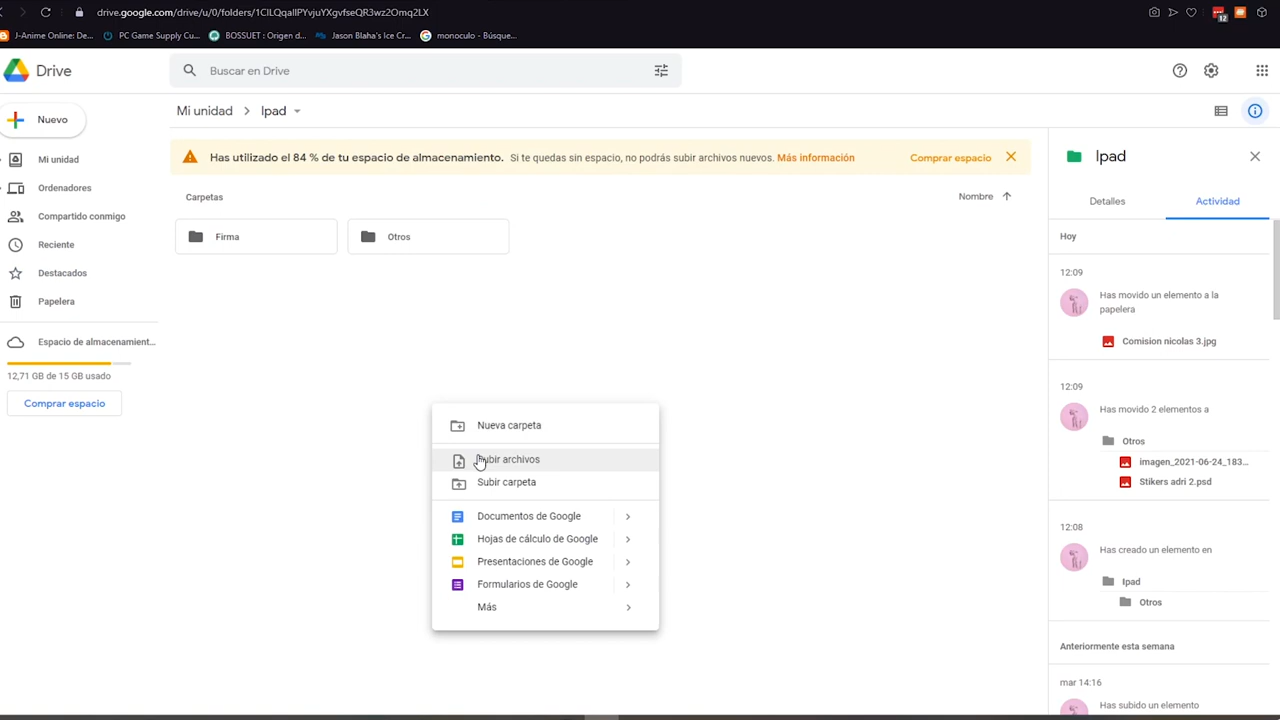 drive.google.com/drive/u/0/folders/1CILQqaIlPYvjuYXgvfseQR3wz2Omq2LX
12
J-Anime Online: De...
PC Game Supply Cu...
BOSSUET : Origen d...
Jason Blaha's Ice Cr...
monoculo - Búsque...
Drive
Buscar en Drive
Nuevo
Mi unidad
Ordenadores
Compartido conmigo
Reciente
Destacados
Papelera
Espacio de almacenamient...
12,71 GB de 15 GB usado
Comprar espacio
Mi unidad > Ipad
Has utilizado el 84 % de tu espacio de almacenamiento. Si te quedas sin espacio, no podrás subir archivos nuevos. Más información
Comprar espacio
Carpetas
Nombre
Firma
Otros
Nueva carpeta
Subir archivos
Subir carpeta
Documentos de Google
Hojas de cálculo de Google
Presentaciones de Google
Formularios de Google
Más
Ipad
Detalles
Actividad
Hoy
12:09
Has movido un elemento a la
papelera
Comision nicolas 3.jpg
12:09
Has movido 2 elementos a
Otros
imagen_2021-06-24_183...
Stikers adri 2.psd
12:08
Has creado un elemento en
Ipad
Otros
Anteriormente esta semana
mar 14:16
Has subido un elemento